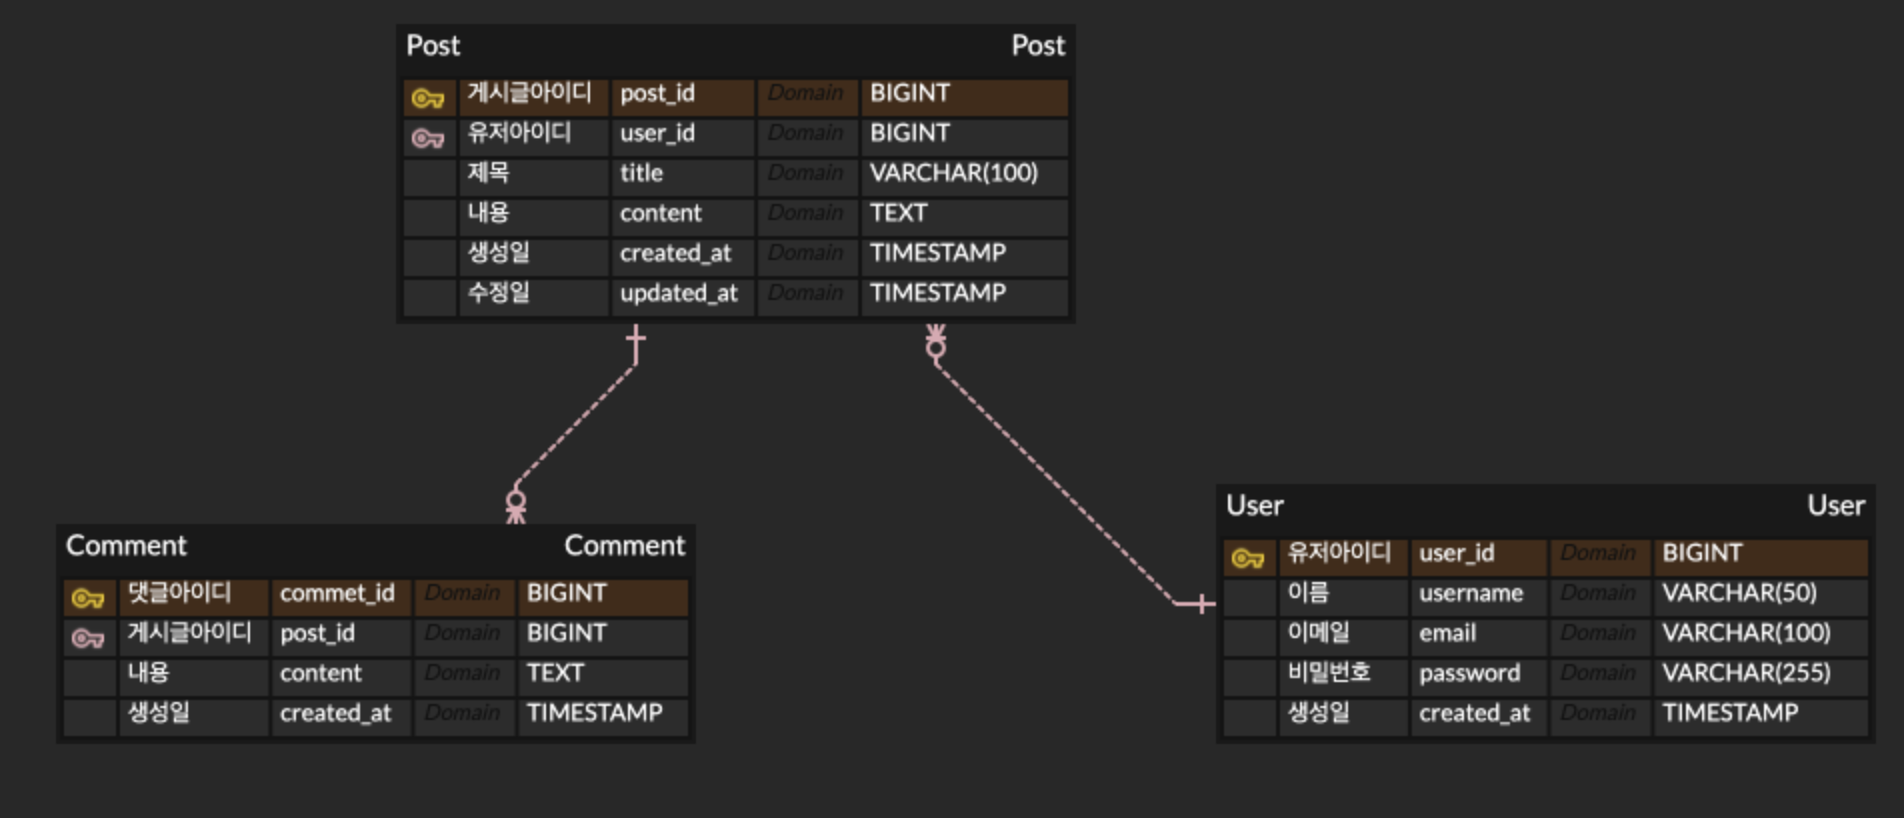 Post Post
게시글아이디 post_id Domain BIGINT
유저아이디 user_id Domain BIGINT
제목 title Domain VARCHAR(100)
내용 content Domain TEXT
생성일 created_at Domain TIMESTAMP
수정일 updated_at Domain TIMESTAMP
Comment Comment
댓글아이디 commet_id Domain BIGINT
게시글아이디 post_id Domain BIGINT
내용 content Domain TEXT
생성일 created_at Domain TIMESTAMP
User User
유저아이디 user_id Domain BIGINT
이름 username Domain VARCHAR(50)
이메일 email Domain VARCHAR(100)
비밀번호 password Domain VARCHAR(255)
생성일 created_at Domain TIMESTAMP